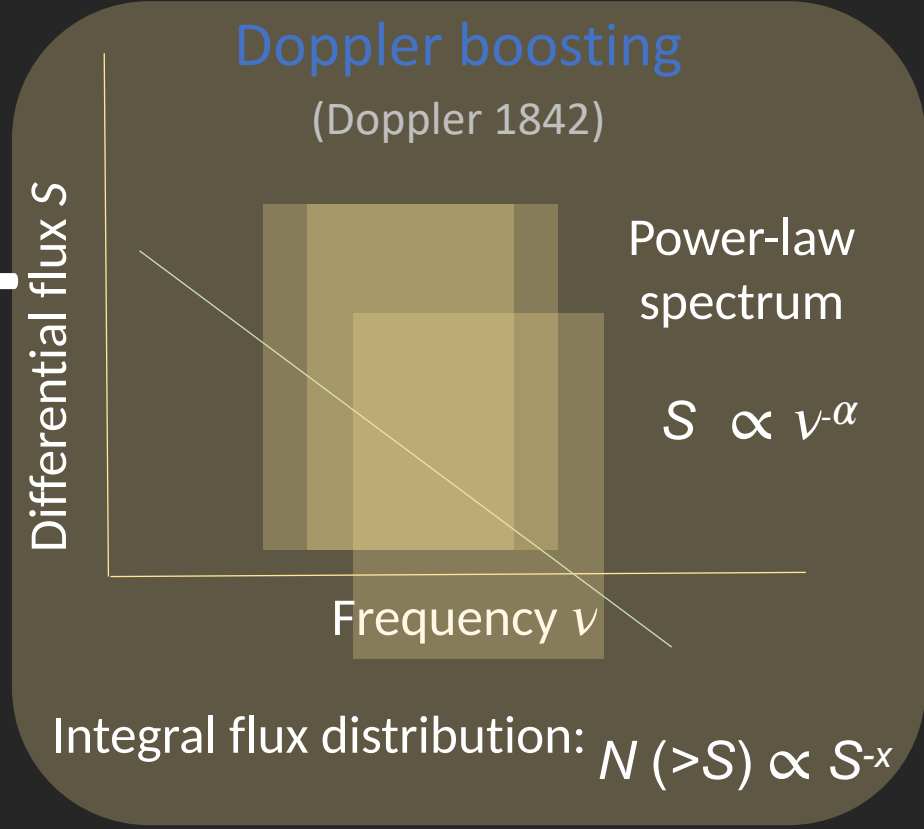 Doppler boosting
(Doppler 1842)
Differential flux S
Power-law
spectrum
S ∝ ν-α
Frequency ν
Integral flux distribution: N (>S) ∝ S-x